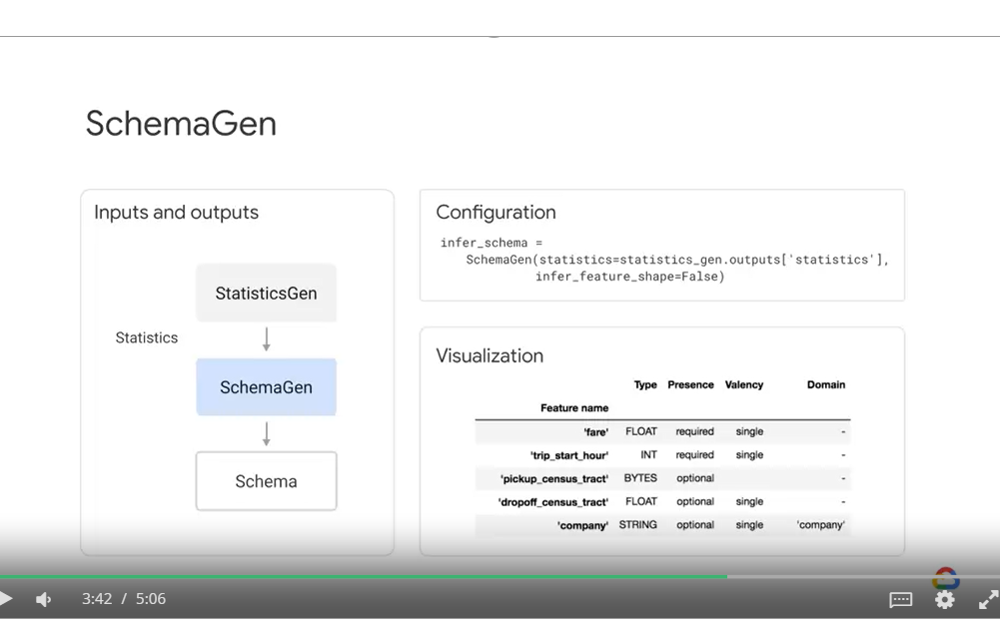 SchemaGen
Inputs and outputs
StatisticsGen
Statistics
SchemaGen
Schema
Configuration
infer_schema =
SchemaGen(statistics=statistics_gen.outputs['statistics'],
infer_feature_shape=False)
Visualization
Type Presence Valency Domain
Feature name
'fare' FLOAT required single -
'trip_start_hour' INT required single -
'pickup_census_tract' BYTES optional -
'dropoff_census_tract' FLOAT optional single -
'company' STRING optional single 'company'
3:42 / 5:06